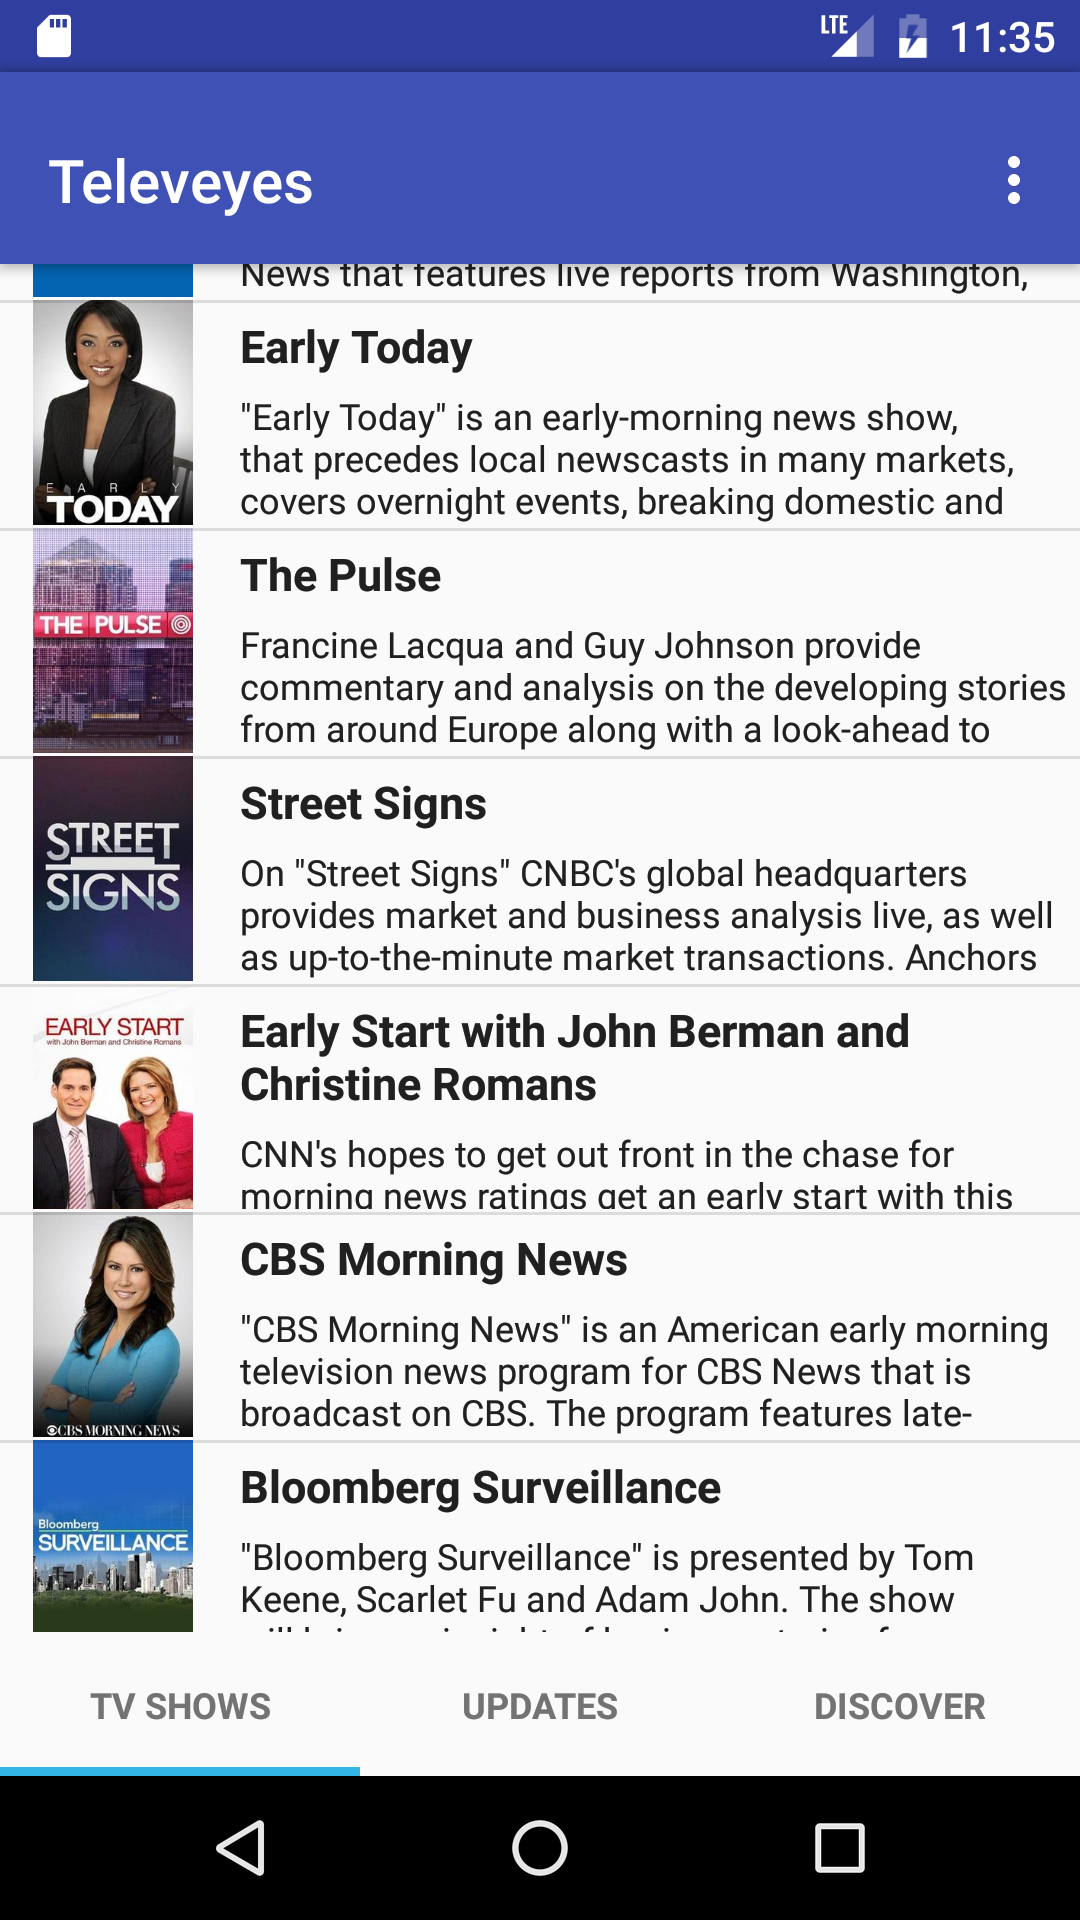 LTE 11:35
Televeyes
News that features live reports from Washington,
Early Today
"Early Today" is an early-morning news show,
that precedes local newscasts in many markets,
covers overnight events, breaking domestic and
EARLY
TODAY
The Pulse
THE PULSE
Francine Lacqua and Guy Johnson provide
commentary and analysis on the developing stories
from around Europe along with a look-ahead to
Street Signs
STREET
SIGNS
On "Street Signs" CNBC's global headquarters
provides market and business analysis live, as well
as up-to-the-minute market transactions. Anchors
EARLY START
with John Berman and Christine Romans
Early Start with John Berman and
Christine Romans
CNN's hopes to get out front in the chase for
morning news ratings get an early start with this
CBS Morning News
"CBS Morning News" is an American early morning
television news program for CBS News that is
broadcast on CBS. The program features late-
CBS MORNING NEWS
Bloomberg Surveillance
Bloomberg
SURVEILLANCE
"Bloomberg Surveillance" is presented by Tom
Keene, Scarlet Fu and Adam John. The show
TV SHOWS UPDATES DISCOVER